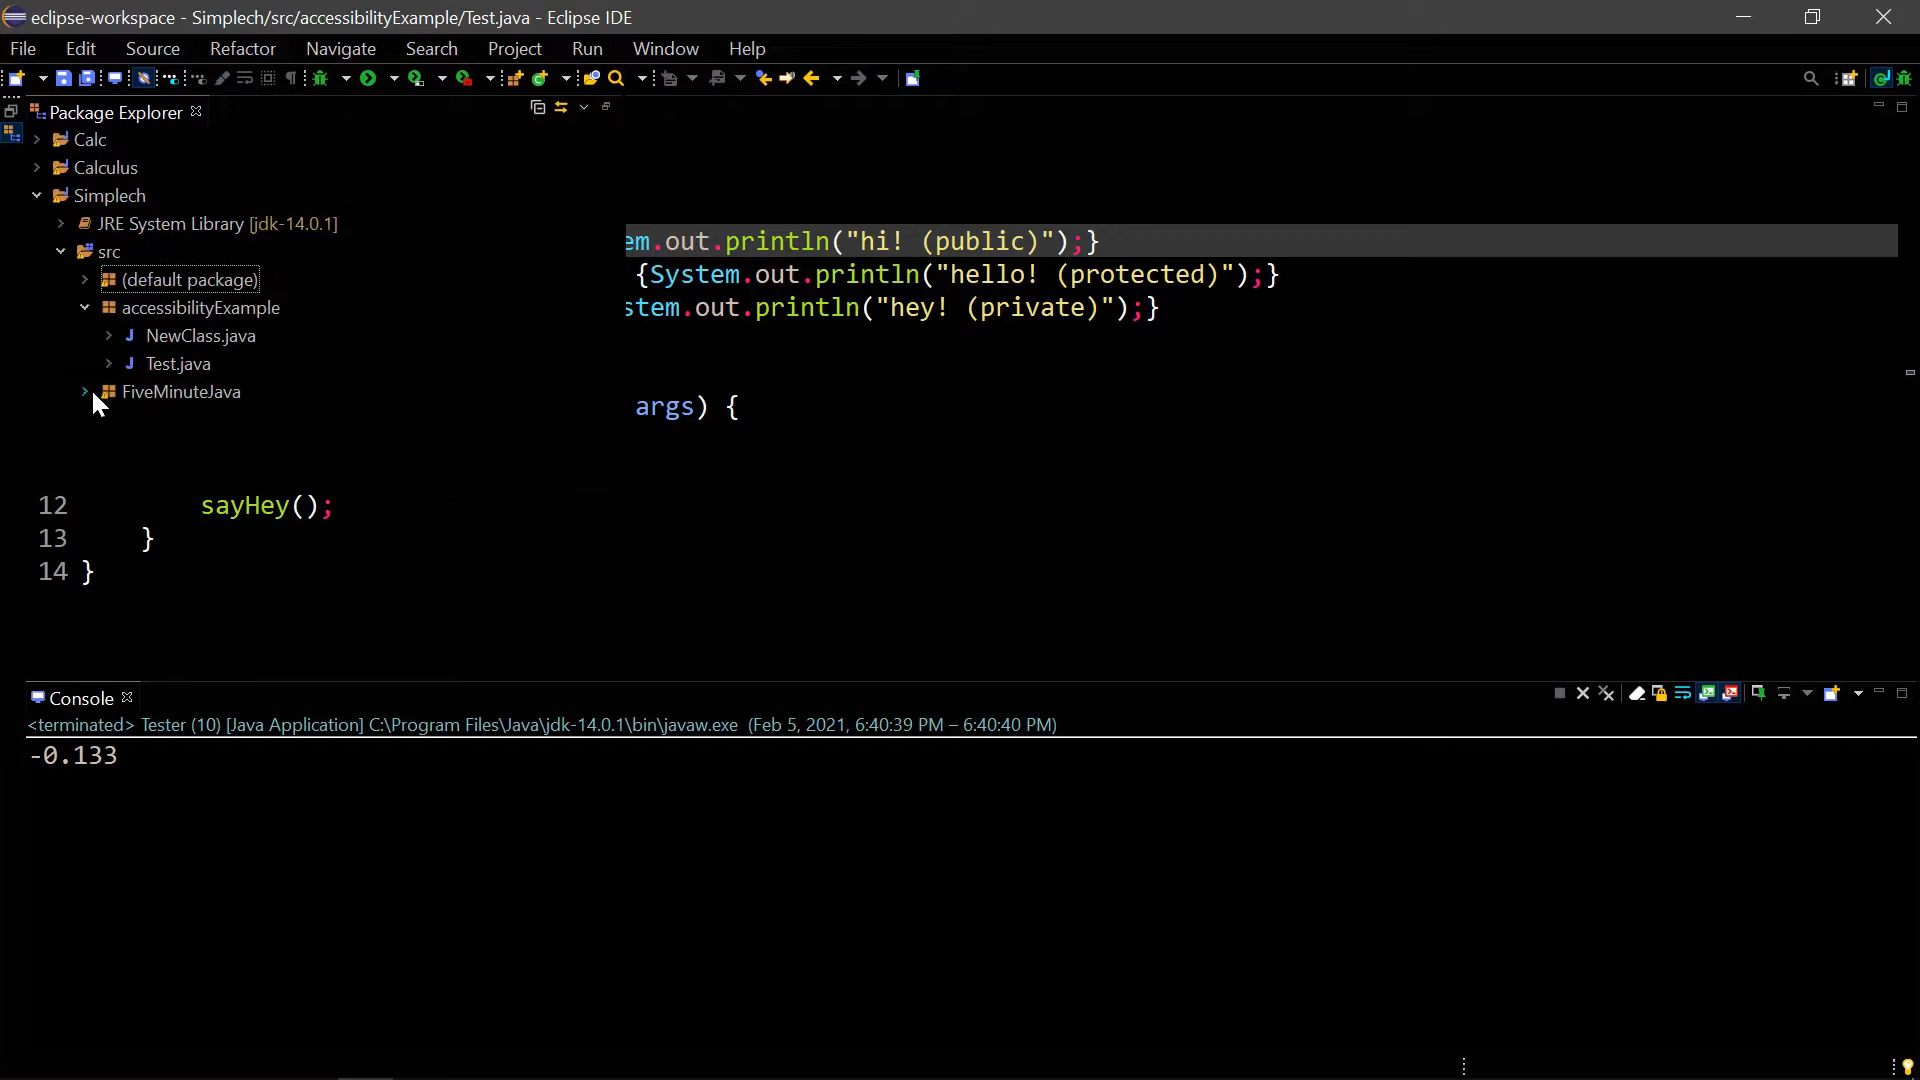 eclipse-workspace - Simplech/src/accessibilityExample/Test.java - Eclipse IDE
File Edit Source Refactor Navigate Search Project Run Window Help
Package Explorer
Calc
Calculus
Simplech
JRE System Library [jdk-14.0.1]
src
(default package)
accessibilityExample
NewClass.java
Test.java
FiveMinuteJava
em.out.println("hi! (public)");}
{System.out.println("hello! (protected)");}
stem.out.println("hey! (private)");}
args) {
12 sayHey();
13 }
14 }
Console
<terminated> Tester (10) [Java Application] C:\Program Files\Java\jdk-14.0.1\bin\javaw.exe (Feb 5, 2021, 6:40:39 PM – 6:40:40 PM)
-0.133